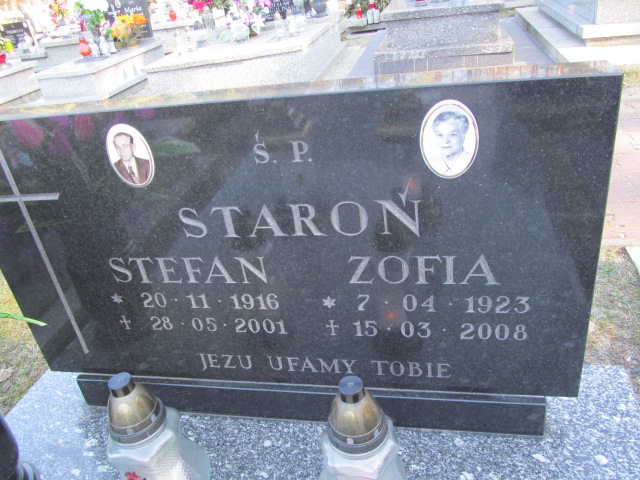 Ś. P.
STAROŃ
STEFAN ZOFIA
* 20 · 11 · 1916 * 7 · 04 · 1923
+ 28 · 05 · 2001 + 15 · 03 · 2008
JEZU UFAMY TOBIE